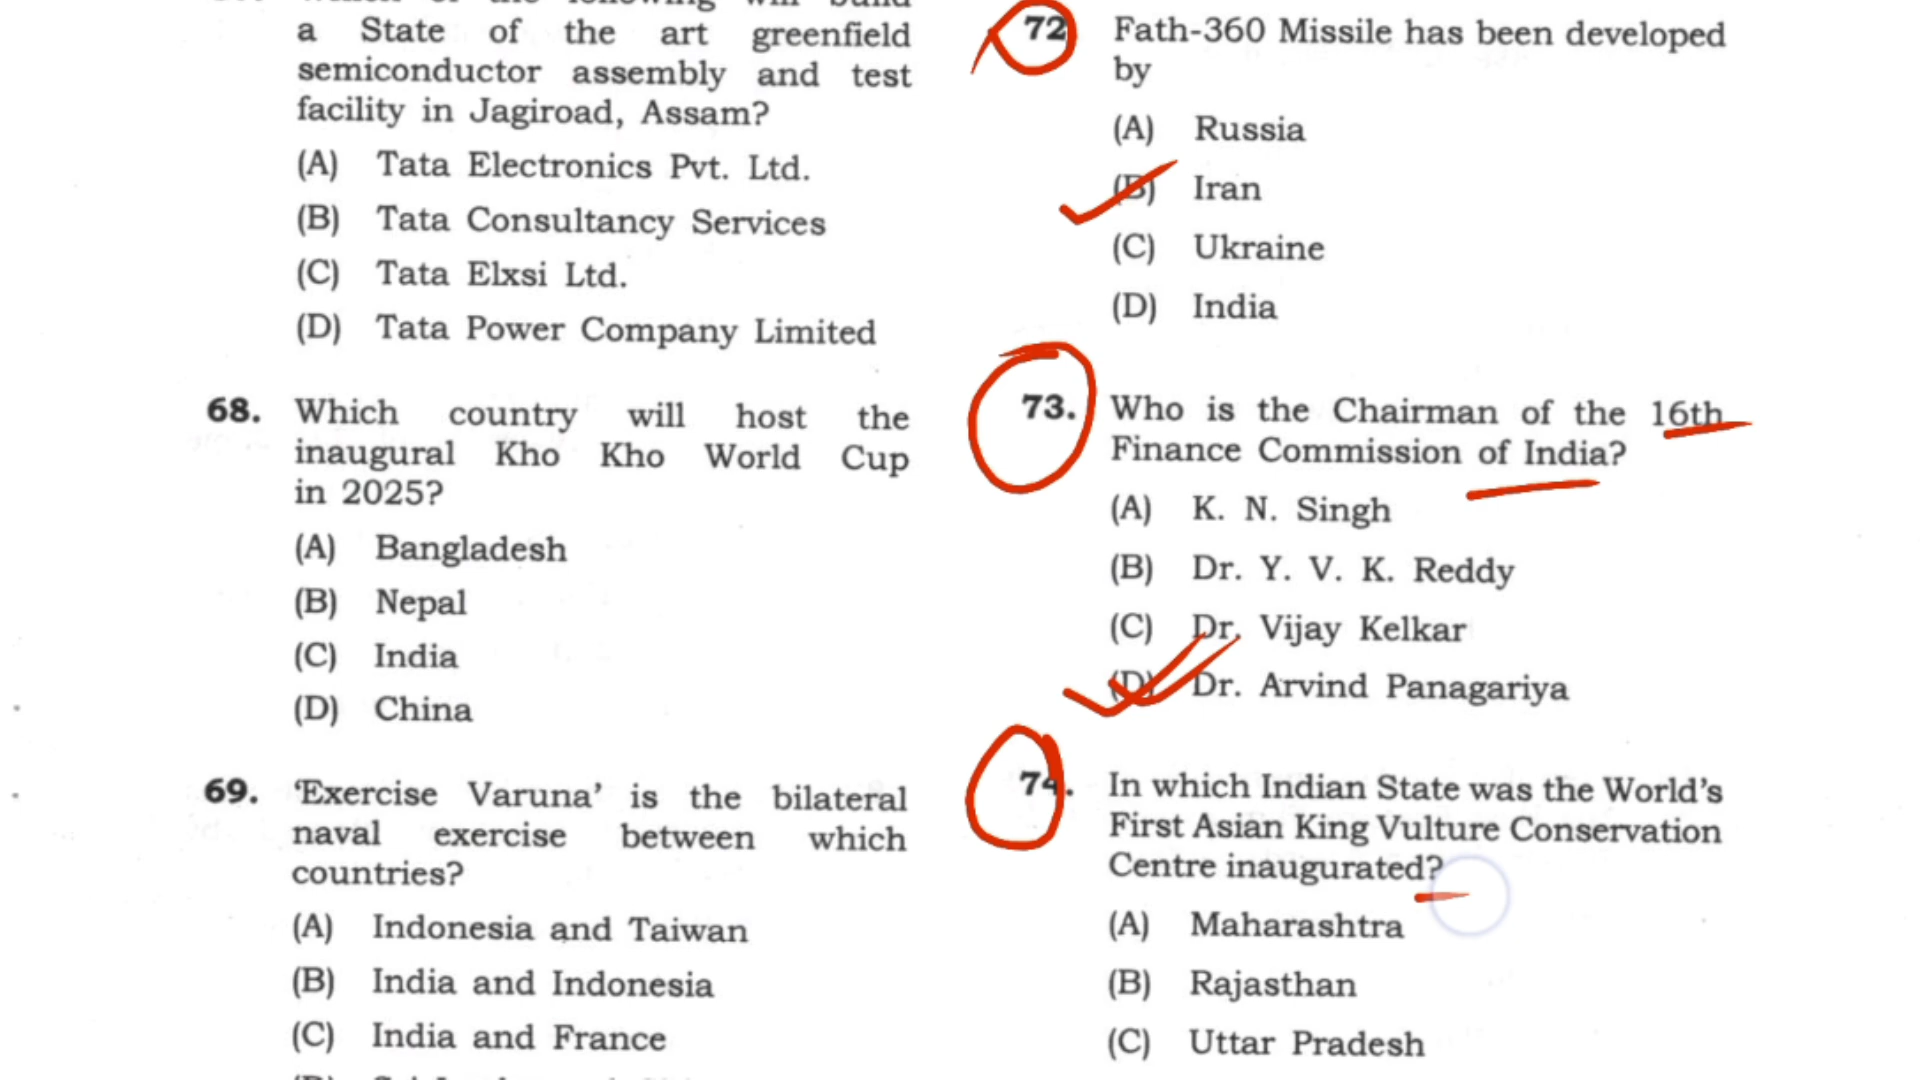 a State of the art greenfield
semiconductor assembly and test
facility in Jagiroad, Assam?
(A) Tata Electronics Pvt. Ltd.
(B) Tata Consultancy Services
(C) Tata Elxsi Ltd.
(D) Tata Power Company Limited
68. Which country will host the
inaugural Kho Kho World Cup
in 2025?
(A) Bangladesh
(B) Nepal
(C) India
(D) China
69. 'Exercise Varuna' is the bilateral
naval exercise between which
countries?
(A) Indonesia and Taiwan
(B) India and Indonesia
(C) India and France
72 Fath-360 Missile has been developed
by
(A) Russia
(B) Iran
(C) Ukraine
(D) India
73. Who is the Chairman of the 16th
Finance Commission of India?
(A) K. N. Singh
(B) Dr. Y. V. K. Reddy
(C) Dr. Vijay Kelkar
(D) Dr. Arvind Panagariya
74. In which Indian State was the World's
First Asian King Vulture Conservation
Centre inaugurated?
(A) Maharashtra
(B) Rajasthan
(C) Uttar Pradesh